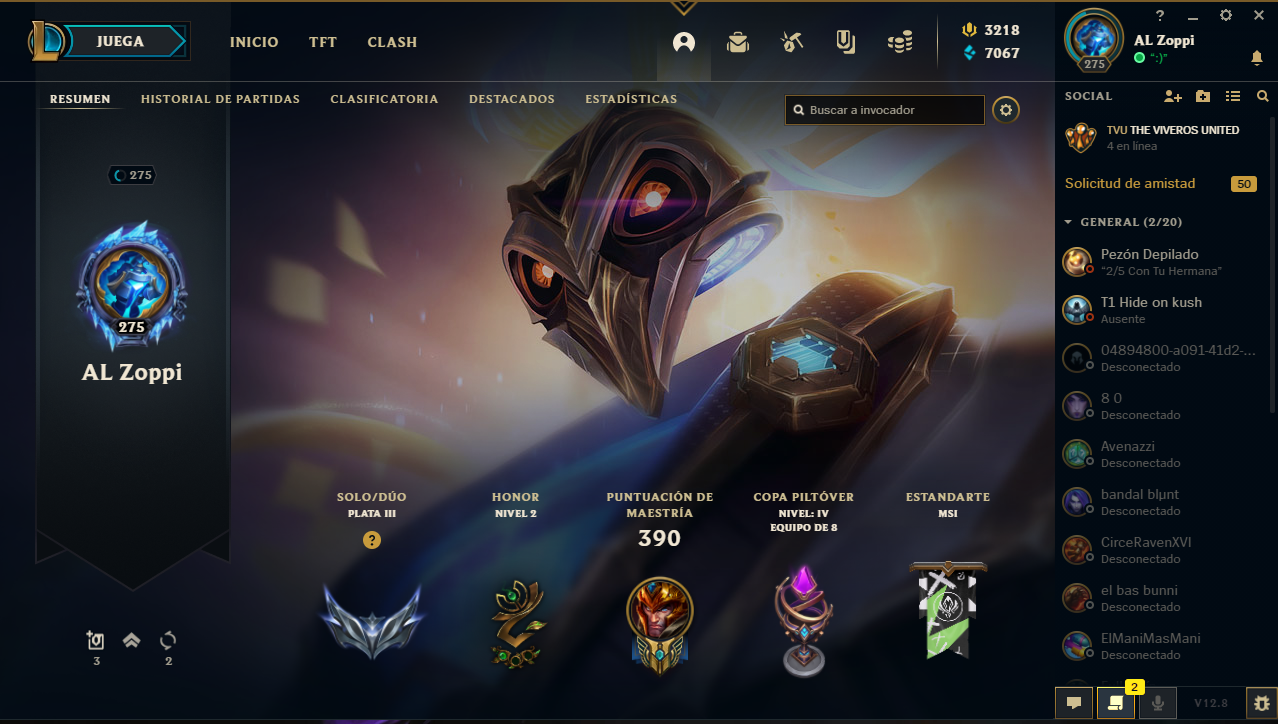 JUEGA
INICIO
TFT
CLASH
3218
7067
?
275
AL Zoppi
":)"
RESUMEN
HISTORIAL DE PARTIDAS
CLASIFICATORIA
DESTACADOS
ESTADÍSTICAS
Buscar a invocador
275
275
AL Zoppi
SOLO/DÚO
PLATA III
?
HONOR
NIVEL 2
PUNTUACIÓN DE
MAESTRÍA
390
COPA PILTÓVER
NIVEL: IV
EQUIPO DE 8
ESTANDARTE
MSI
3
2
SOCIAL
TVU THE VIVEROS UNITED
4 en línea
Solicitud de amistad
50
GENERAL (2/20)
Pezón Depilado
"2/5 Con Tu Hermana"
T1 Hide on kush
Ausente
04894800-a091-41d2-...
Desconectado
8 0
Desconectado
Avenazzi
Desconectado
bandal blµnt
Desconectado
CirceRavenXVI
Desconectado
el bas bunni
Desconectado
ElManiMasMani
Desconectado
2
V12.8